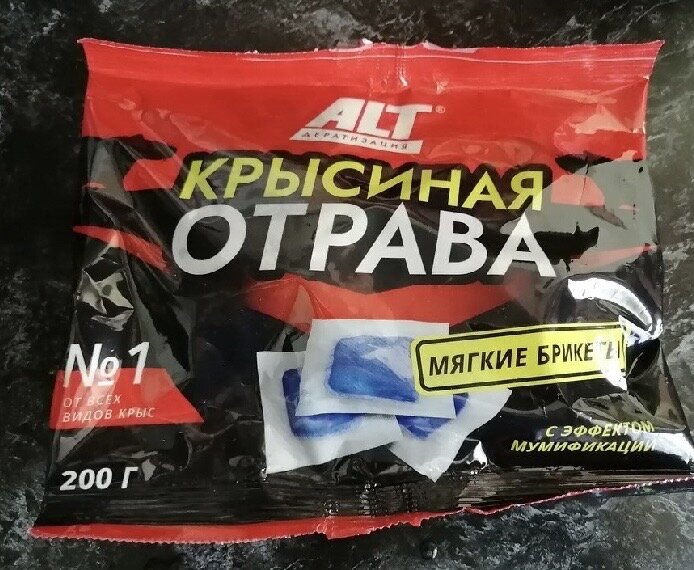 ALT®
ДЕРАТИЗАЦИЯ
КРЫСИНАЯ
ОТРАВА
МЯГКИЕ БРИКЕТЫ
№1
ОТ ВСЕХ
ВИДОВ КРЫС
С ЭФФЕКТОМ
МУМИФИКАЦИИ
200 Г